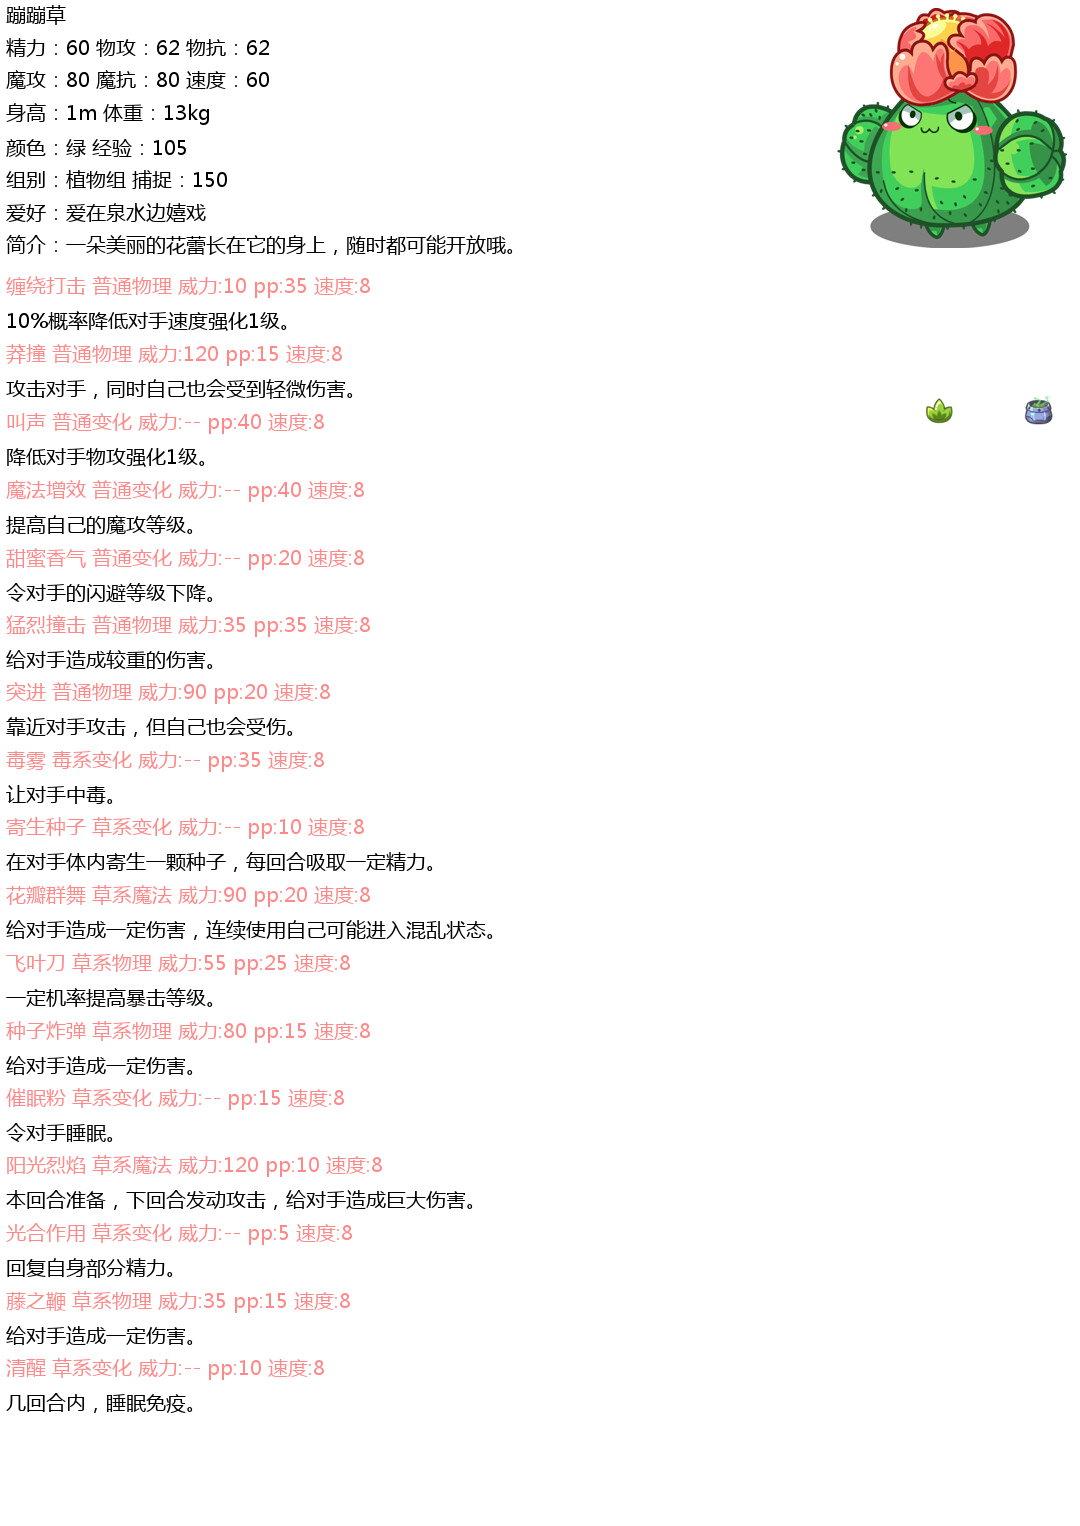 蹦蹦草
精力：60 物攻：62 物抗：62
魔攻：80 魔抗：80 速度：60
身高：1m 体重：13kg
颜色：绿 经验：105
组别：植物组 捕捉：150
爱好：爱在泉水边嬉戏
简介：一朵美丽的花蕾长在它的身上，随时都可能开放哦。
缠绕打击 普通物理 威力:10 pp:35 速度:8
10%概率降低对手速度强化1级。
莽撞 普通物理 威力:120 pp:15 速度:8
攻击对手，同时自己也会受到轻微伤害。
叫声 普通变化 威力:-- pp:40 速度:8
降低对手物攻强化1级。
魔法增效 普通变化 威力:-- pp:40 速度:8
提高自己的魔攻等级。
甜蜜香气 普通变化 威力:-- pp:20 速度:8
令对手的闪避等级下降。
猛烈撞击 普通物理 威力:35 pp:35 速度:8
给对手造成较重的伤害。
突进 普通物理 威力:90 pp:20 速度:8
靠近对手攻击，但自己也会受伤。
毒雾 毒系变化 威力:-- pp:35 速度:8
让对手中毒。
寄生种子 草系变化 威力:-- pp:10 速度:8
在对手体内寄生一颗种子，每回合吸取一定精力。
花瓣群舞 草系魔法 威力:90 pp:20 速度:8
给对手造成一定伤害，连续使用自己可能进入混乱状态。
飞叶刀 草系物理 威力:55 pp:25 速度:8
一定机率提高暴击等级。
种子炸弹 草系物理 威力:80 pp:15 速度:8
给对手造成一定伤害。
催眠粉 草系变化 威力:-- pp:15 速度:8
令对手睡眠。
阳光烈焰 草系魔法 威力:120 pp:10 速度:8
本回合准备，下回合发动攻击，给对手造成巨大伤害。
光合作用 草系变化 威力:-- pp:5 速度:8
回复自身部分精力。
藤之鞭 草系物理 威力:35 pp:15 速度:8
给对手造成一定伤害。
清醒 草系变化 威力:-- pp:10 速度:8
几回合内，睡眠免疫。